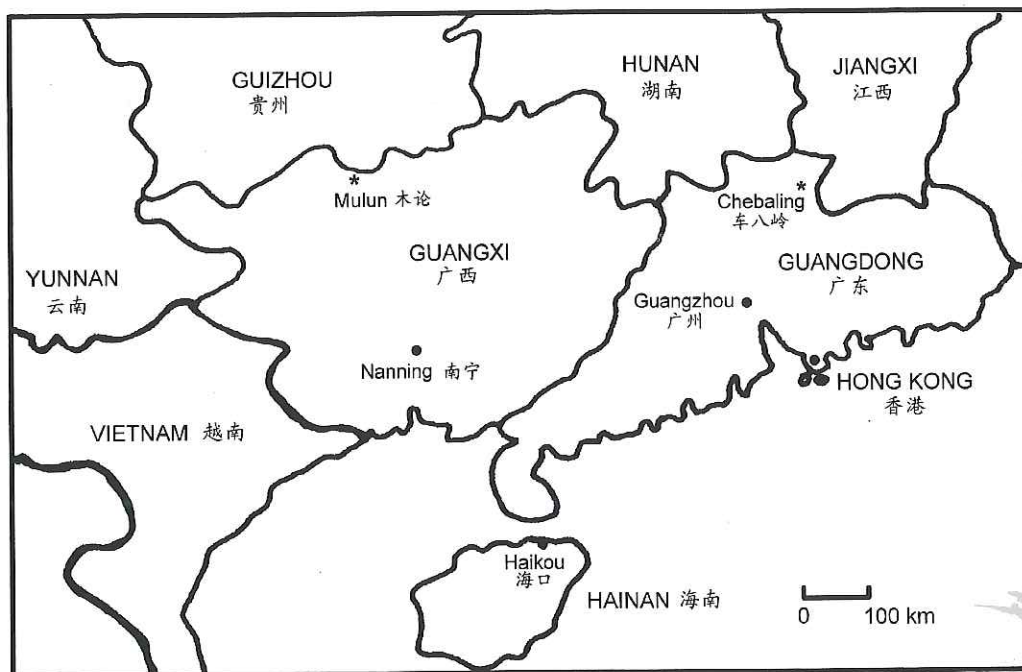 GUIZHOU
贵州
HUNAN
湖南
JIANGXI
江西
Mulun 木论
Chebaling
车八岭
GUANGXI
广西
GUANGDONG
广东
YUNNAN
云南
Guangzhou
广州
Nanning 南宁
HONG KONG
香港
VIETNAM 越南
Haikou
海口
HAINAN 海南
0 100 km